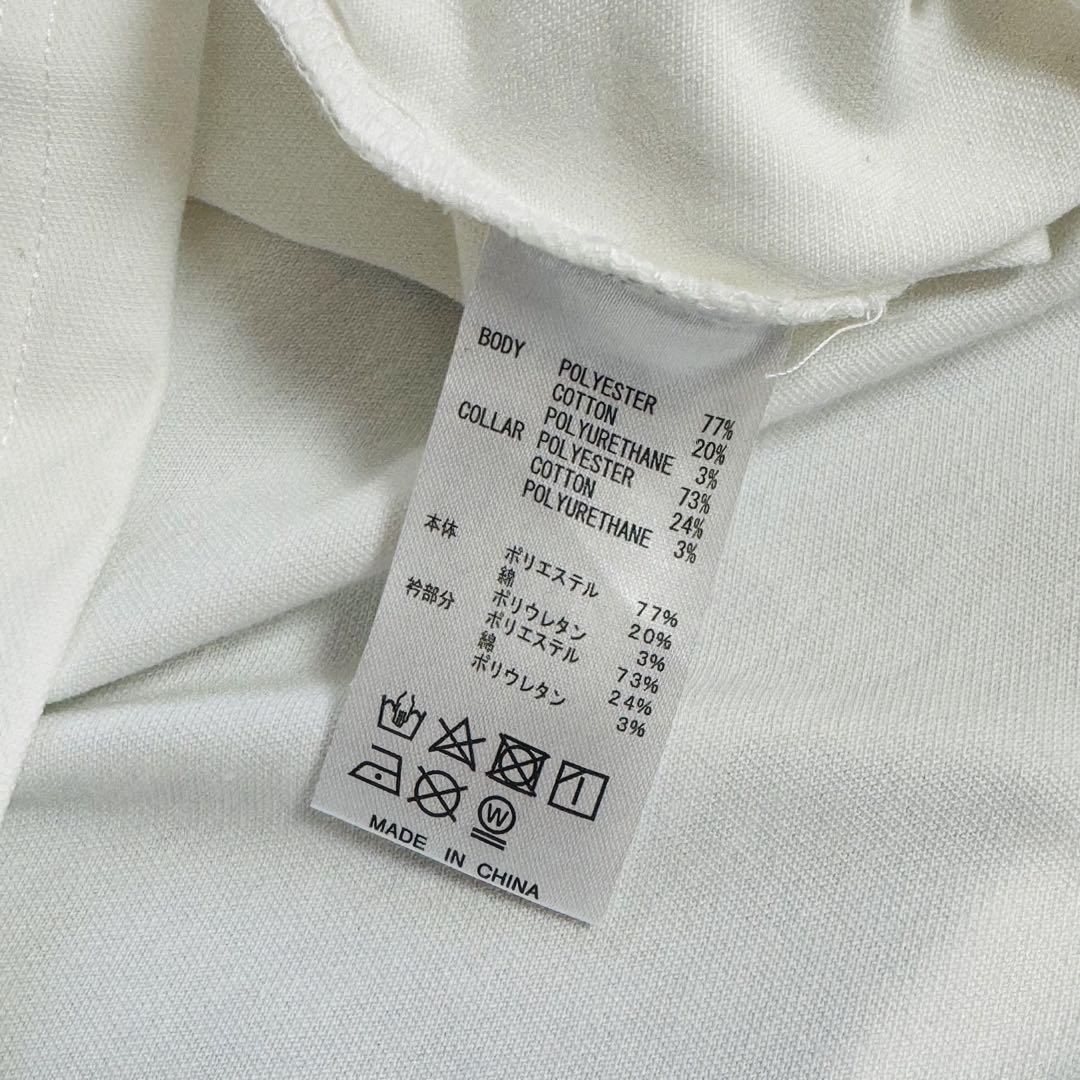 BODY POLYESTER 77%
COTTON 20%
POLYURETHANE 3%
COLLAR POLYESTER 73%
COTTON 24%
POLYURETHANE 3%
本体 ポリエステル 77%
綿 20%
ポリウレタン 3%
衿部分 ポリエステル 73%
綿 24%
ポリウレタン 3%
W
MADE IN CHINA